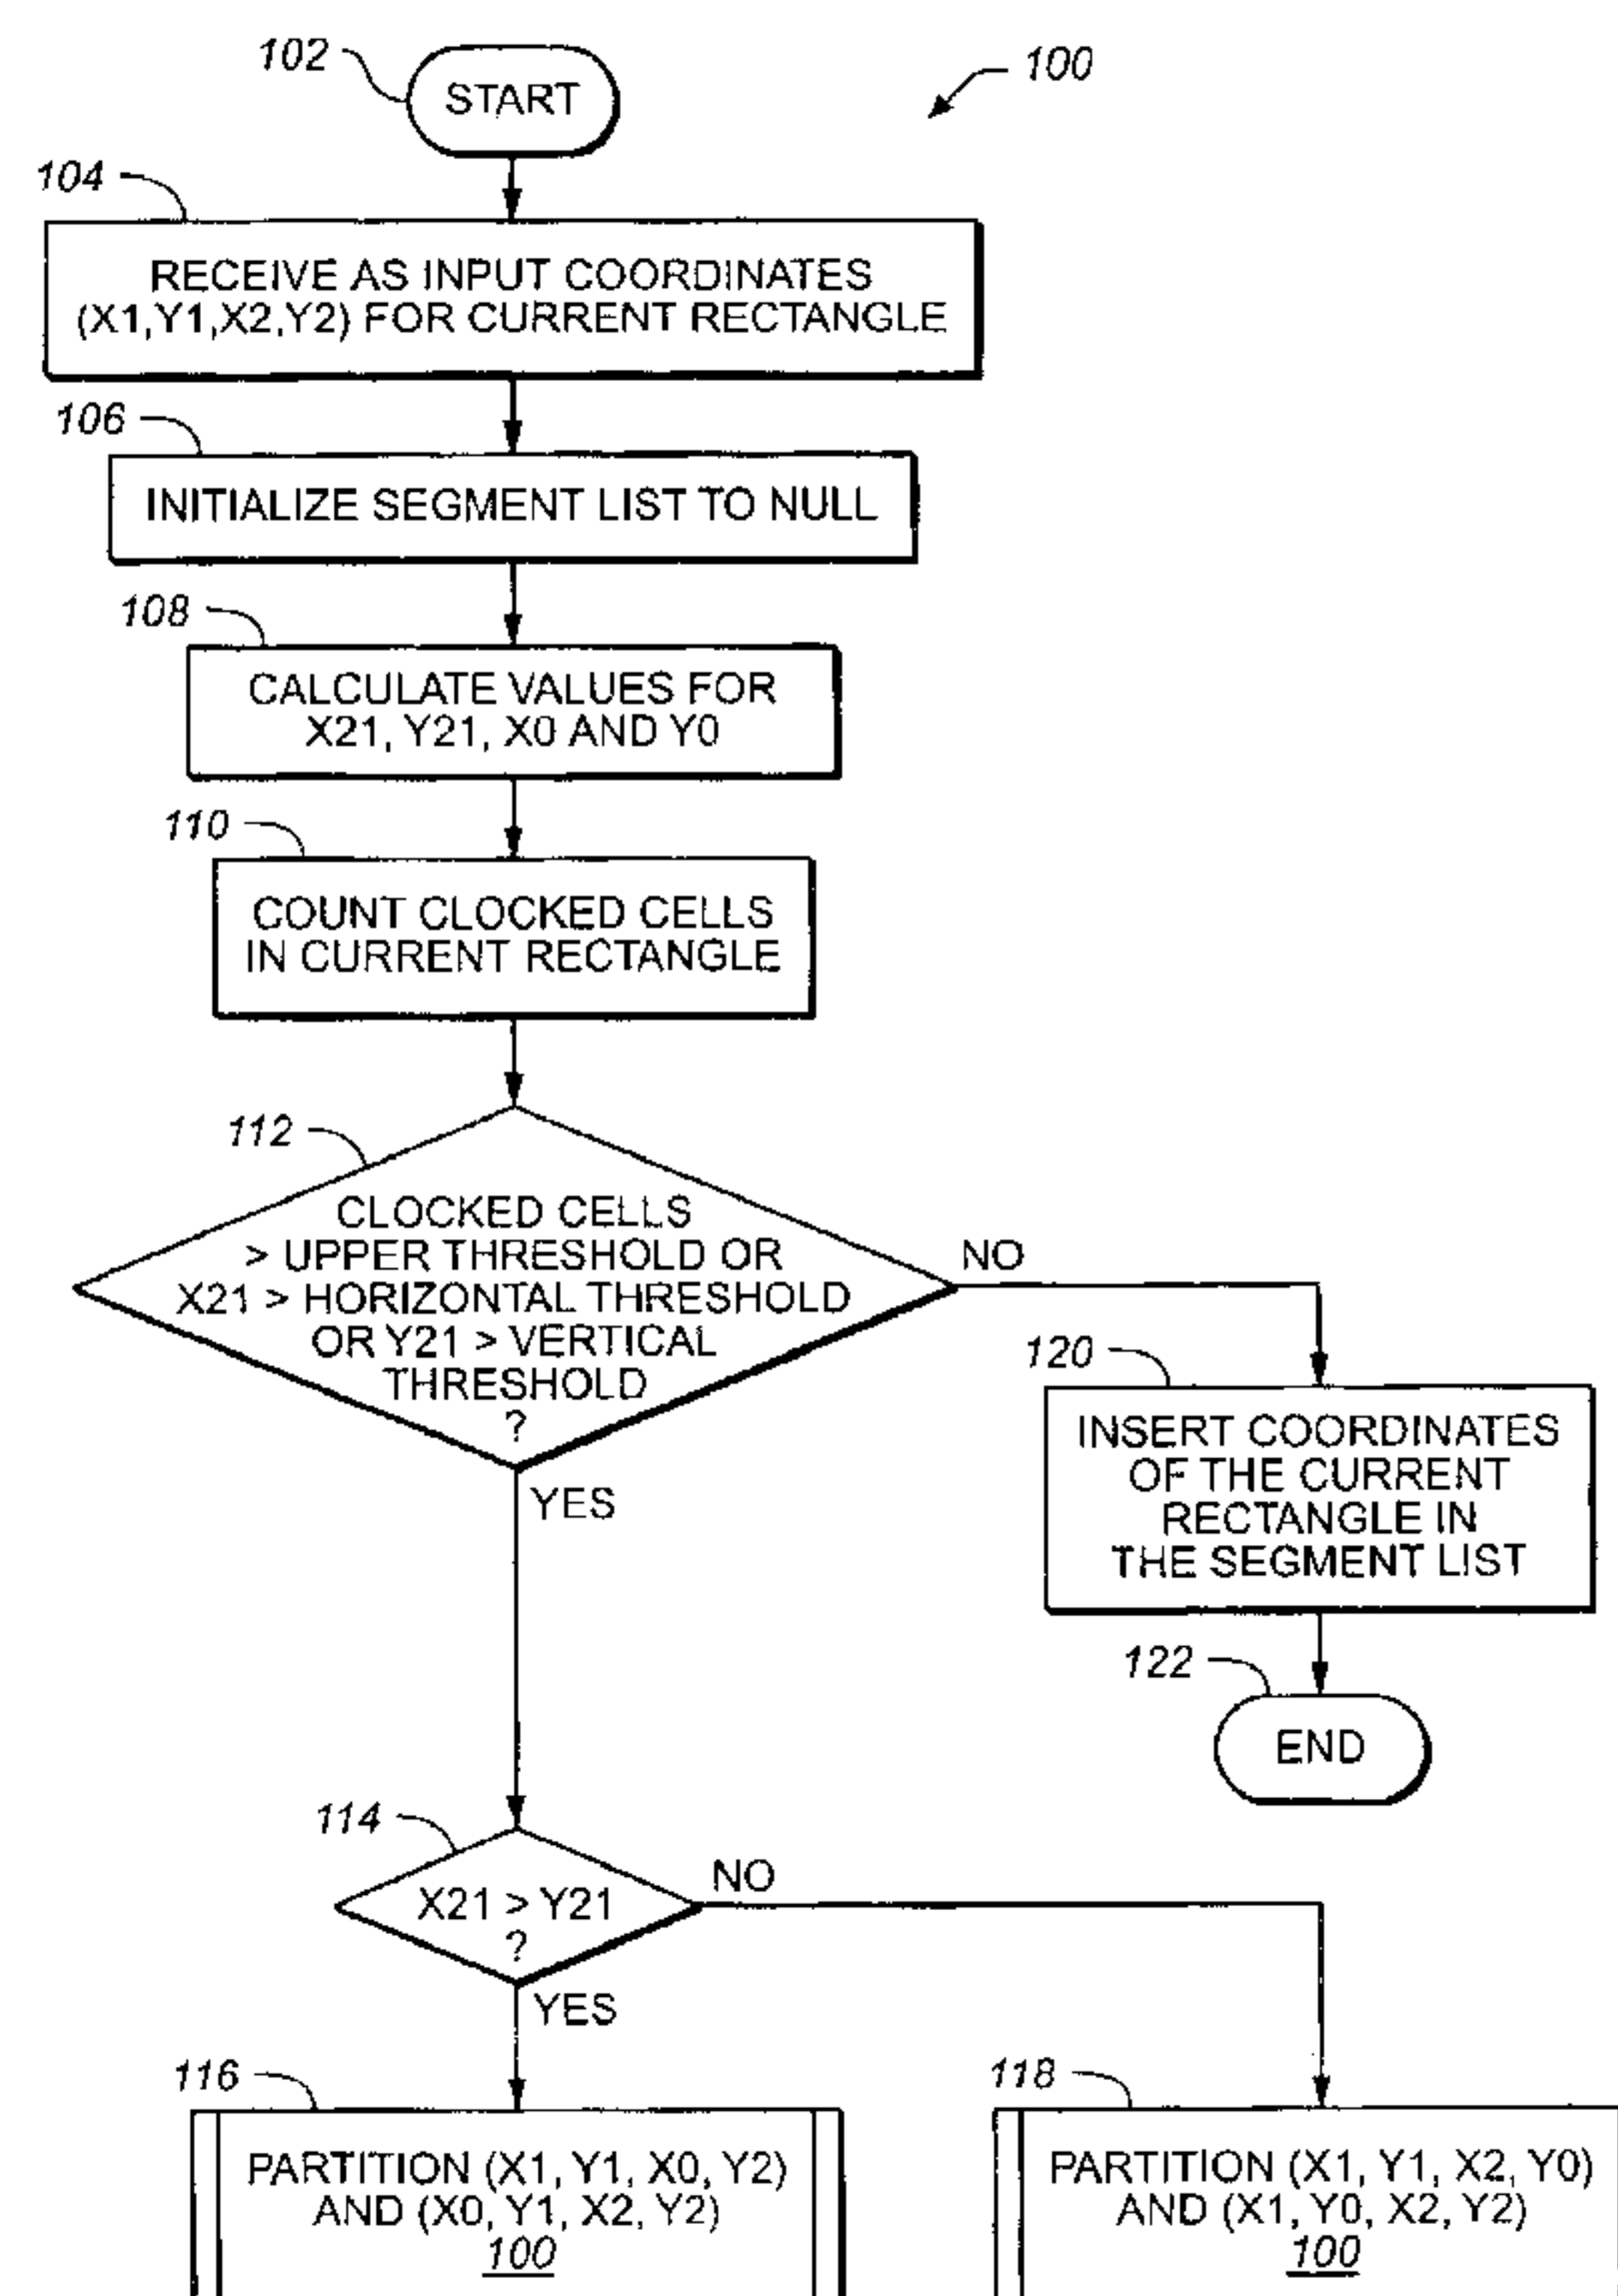 102
START
100
104
RECEIVE AS INPUT COORDINATES
(X1,Y1,X2,Y2) FOR CURRENT RECTANGLE
106
INITIALIZE SEGMENT LIST TO NULL
108
CALCULATE VALUES FOR
X21, Y21, X0 AND Y0
110
COUNT CLOCKED CELLS
IN CURRENT RECTANGLE
112
CLOCKED CELLS
> UPPER THRESHOLD OR
X21 > HORIZONTAL THRESHOLD
OR Y21 > VERTICAL
THRESHOLD
?
NO
YES
120
INSERT COORDINATES
OF THE CURRENT
RECTANGLE IN
THE SEGMENT LIST
122
END
114
X21 > Y21
?
NO
YES
116
PARTITION (X1, Y1, X0, Y2)
AND (X0, Y1, X2, Y2)
100
118
PARTITION (X1, Y1, X2, Y0)
AND (X1, Y0, X2, Y2)
100